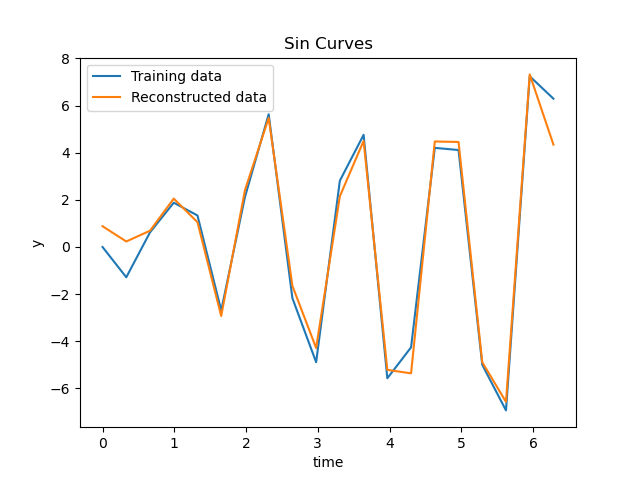 Sin Curves
Training data
Reconstructed data
y
8
6
4
2
0
−2
−4
−6
0 1 2 3 4 5 6
time